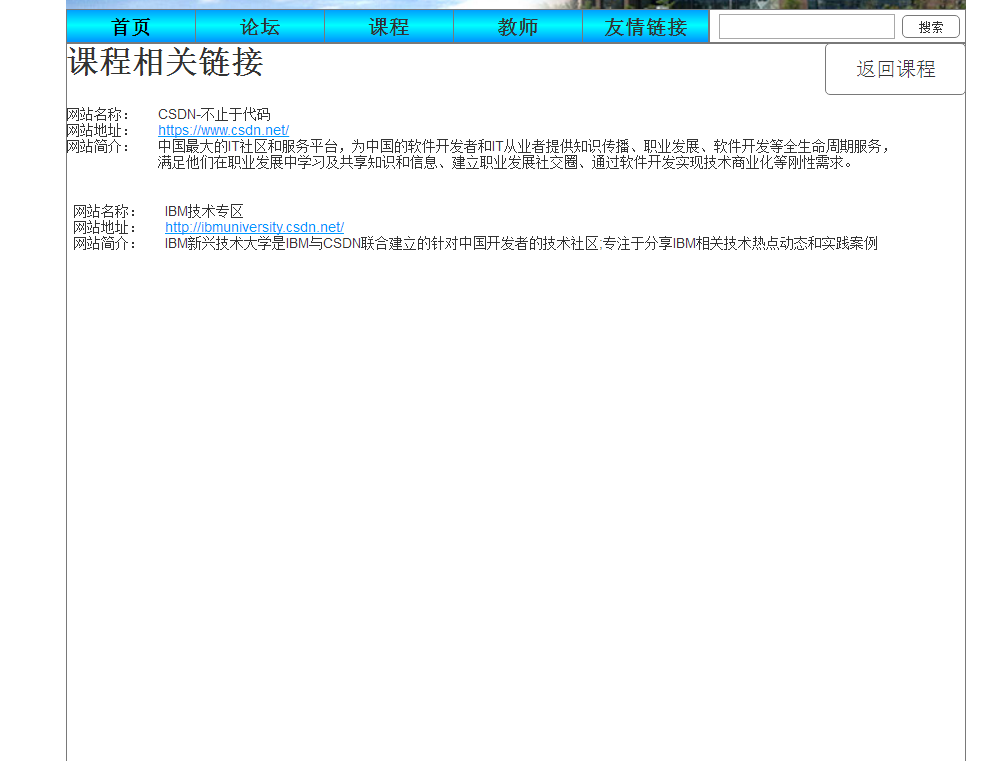 首页 论坛 课程 教师 友情链接 搜索
课程相关链接
返回课程
网站名称： CSDN-不止于代码
网站地址： https://www.csdn.net/
网站简介： 中国最大的IT社区和服务平台，为中国的软件开发者和IT从业者提供知识传播、职业发展、软件开发等全生命周期服务，
满足他们在职业发展中学习及共享知识和信息、建立职业发展社交圈、通过软件开发实现技术商业化等刚性需求。
网站名称： IBM技术专区
网站地址： http://ibmuniversity.csdn.net/
网站简介： IBM新兴技术大学是IBM与CSDN联合建立的针对中国开发者的技术社区;专注于分享IBM相关技术热点动态和实践案例